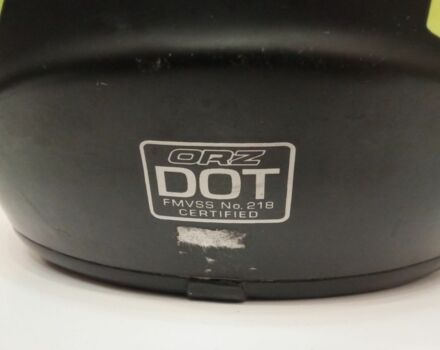 ORZ
DOT
FMVSS No. 218
CERTIFIED